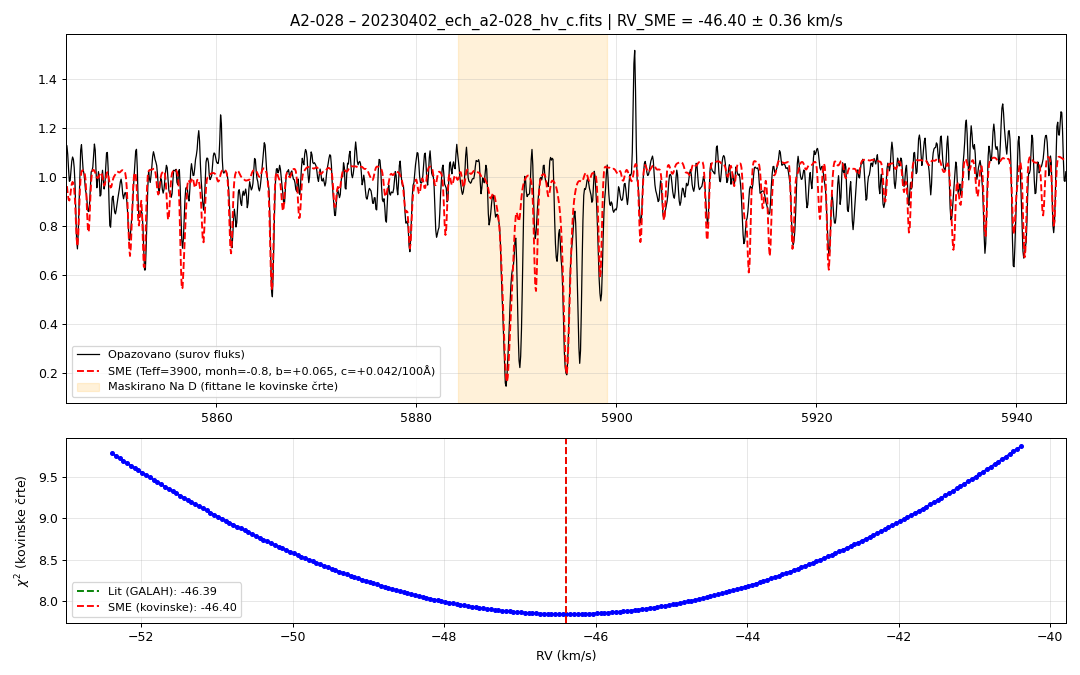 A2-028 – 20230402_ech_a2-028_hv_c.fits | RV_SME = -46.40 ± 0.36 km/s
1.4
1.2
1.0
0.8
0.6
0.4
0.2
Opazovano (surov fluks)
SME (Teff=3900, monh=-0.8, b=+0.065, c=+0.042/100Å)
Maskirano Na D (fittane le kovinske črte)
5860
5880
5900
5920
5940
χ² (kovinske črte)
9.5
9.0
8.5
8.0
Lit (GALAH): -46.39
SME (kovinske): -46.40
−52
−50
−48
−46
−44
−42
−40
RV (km/s)